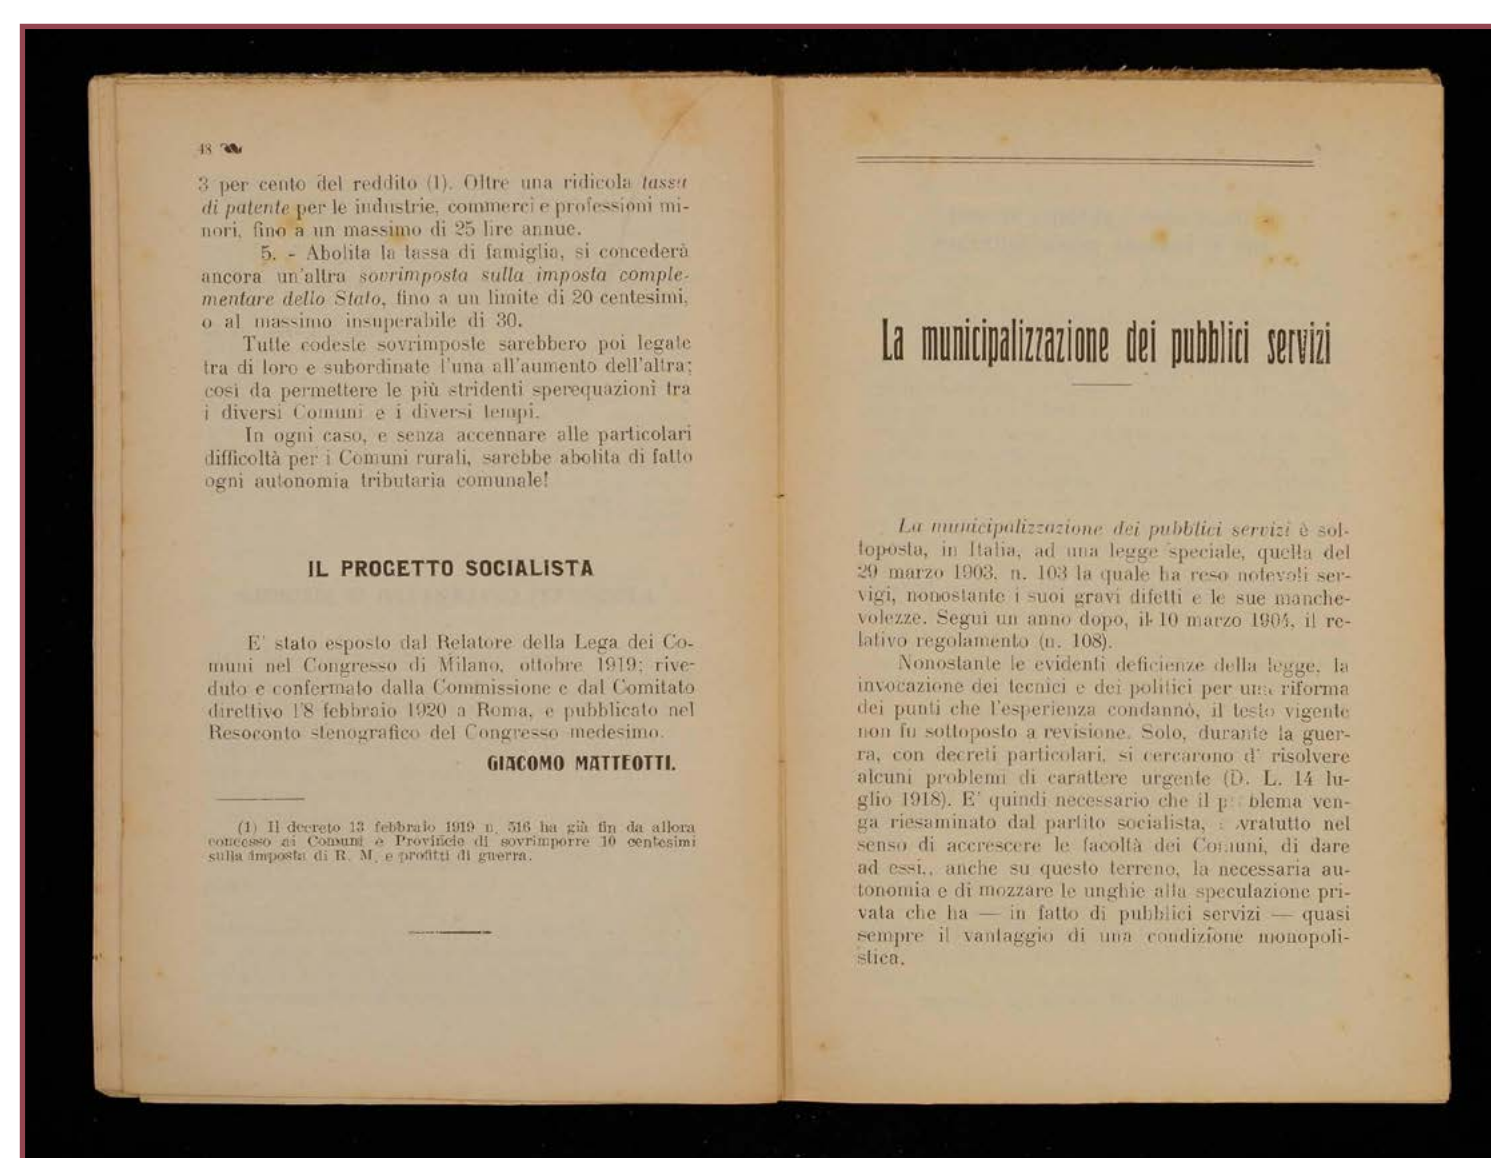 48
3 per cento del reddito (1). Oltre una ridicola tassa
di patente per le industrie, commerci e professioni mi-
nori, fino a un massimo di 25 lire annue.
5. - Abolita la tassa di famiglia, si concederà
ancora un'altra sovrimposta sulla imposta comple-
mentare dello Stato, fino a un limite di 20 centesimi,
o al massimo insuperabile di 30.
Tutte codeste sovrimposte sarebbero poi legate
tra di loro e subordinate l'una all'aumento dell'altra;
così da permettere le più stridenti sperequazioni tra
i diversi Comuni e i diversi tempi.
In ogni caso, e senza accennare alle particolari
difficoltà per i Comuni rurali, sarebbe abolita di fatto
ogni autonomia tributaria comunale!
IL PROGETTO SOCIALISTA
E' stato esposto dal Relatore della Lega dei Co-
muni nel Congresso di Milano, ottobre 1919; rive-
duto e confermato dalla Commissione e dal Comitato
direttivo l'8 febbraio 1920 a Roma, e pubblicato nel
Resoconto stenografico del Congresso medesimo.
GIACOMO MATTEOTTI.
(1) Il decreto 13 febbraio 1919 n. 516 ha già fin da allora
concesso ai Comuni e Provincie di sovrimporre 10 centesimi
sulla imposta di R. M. e profitti di guerra.
La municipalizzazione dei pubblici servizi
La municipalizzazione dei pubblici servizi è sot-
toposta, in Italia, ad una legge speciale, quella del
29 marzo 1903, n. 103 la quale ha reso notevoli ser-
vigi, nonostante i suoi gravi difetti e le sue manche-
volezze. Seguì un anno dopo, il 10 marzo 1904, il re-
lativo regolamento (n. 108).
Nonostante le evidenti deficienze della legge, la
invocazione dei tecnici e dei politici per una riforma
dei punti che l'esperienza condannò, il testo vigente
non fu sottoposto a revisione. Solo, durante la guer-
ra, con decreti particolari, si cercarono d' risolvere
alcuni problemi di carattere urgente (D. L. 14 lu-
glio 1918). E' quindi necessario che il problema ven-
ga riesaminato dal partito socialista, sovratutto nel
senso di accrescere le facoltà dei Comuni, di dare
ad essi., anche su questo terreno, la necessaria au-
tonomia e di mozzare le unghie alla speculazione pri-
vata che ha — in fatto di pubblici servizi — quasi
sempre il vantaggio di una condizione monopoli-
stica.